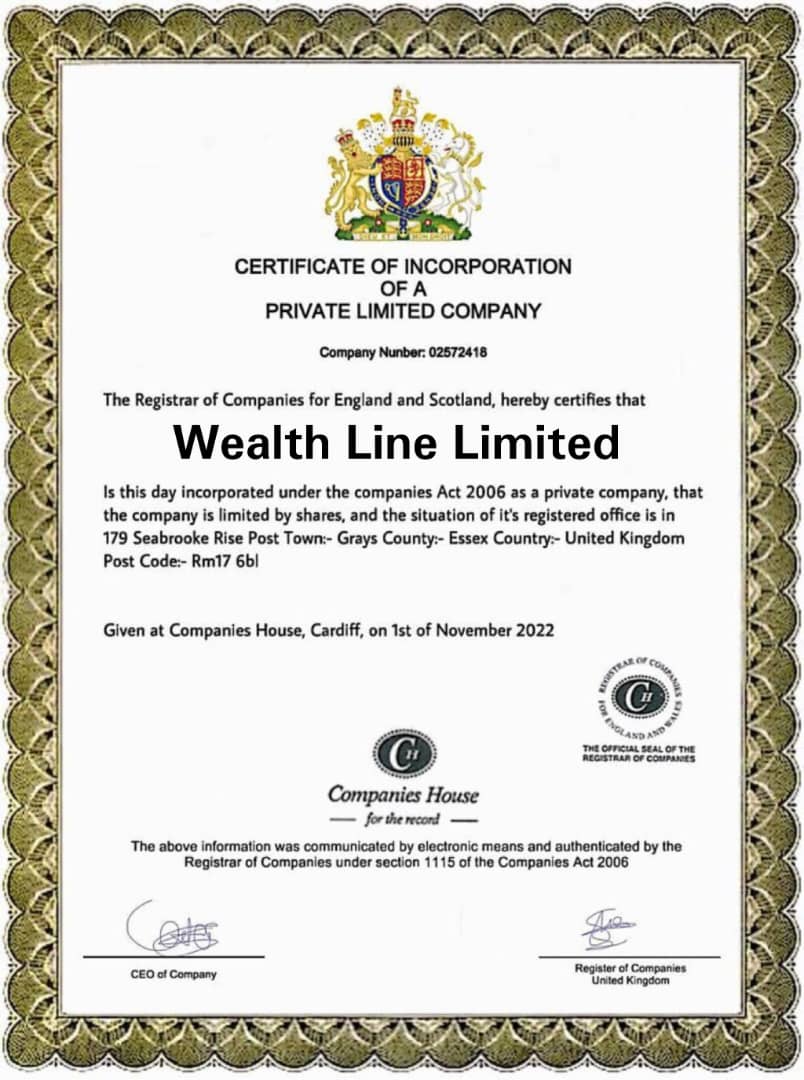 CERTIFICATE OF INCORPORATION
OF A
PRIVATE LIMITED COMPANY
Company Nunber: 02572418
The Registrar of Companies for England and Scotland, hereby certifies that
Wealth Line Limited
Is this day incorporated under the companies Act 2006 as a private company, that
the company is limited by shares, and the situation of it's registered office is in
179 Seabrooke Rise Post Town:- Grays County:- Essex Country:- United Kingdom
Post Code:- Rm17 6bl
Given at Companies House, Cardiff, on 1st of November 2022
REGISTRAR OF COMPANIES
FOR ENGLAND AND WALES
CH
THE OFFICIAL SEAL OF THE
REGISTRAR OF COMPANIES
CH
Companies House
for the record
The above information was communicated by electronic means and authenticated by the
Registrar of Companies under section 1115 of the Companies Act 2006
CEO of Company
Register of Companies
United Kingdom